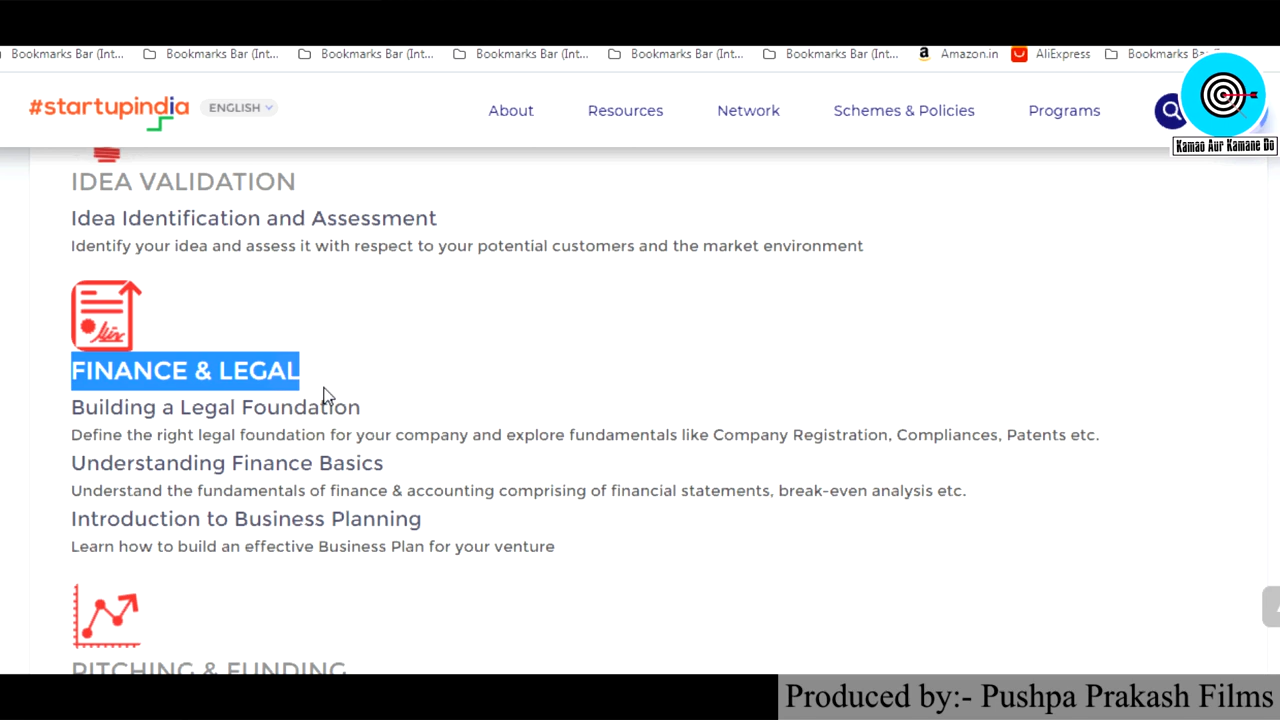 Bookmarks Bar (Int... Bookmarks Bar (Int... Bookmarks Bar (Int... Bookmarks Bar (Int... Bookmarks Bar (Int... Bookmarks Bar (Int... Amazon.in AliExpress Bookmarks Ba
#startupindia ENGLISH About Resources Network Schemes & Policies Programs
Kamao Aur Kamane Do
IDEA VALIDATION
Idea Identification and Assessment
Identify your idea and assess it with respect to your potential customers and the market environment
FINANCE & LEGAL
Building a Legal Foundation
Define the right legal foundation for your company and explore fundamentals like Company Registration, Compliances, Patents etc.
Understanding Finance Basics
Understand the fundamentals of finance & accounting comprising of financial statements, break-even analysis etc.
Introduction to Business Planning
Learn how to build an effective Business Plan for your venture
PITCHING & FUNDING
Produced by:- Pushpa Prakash Films